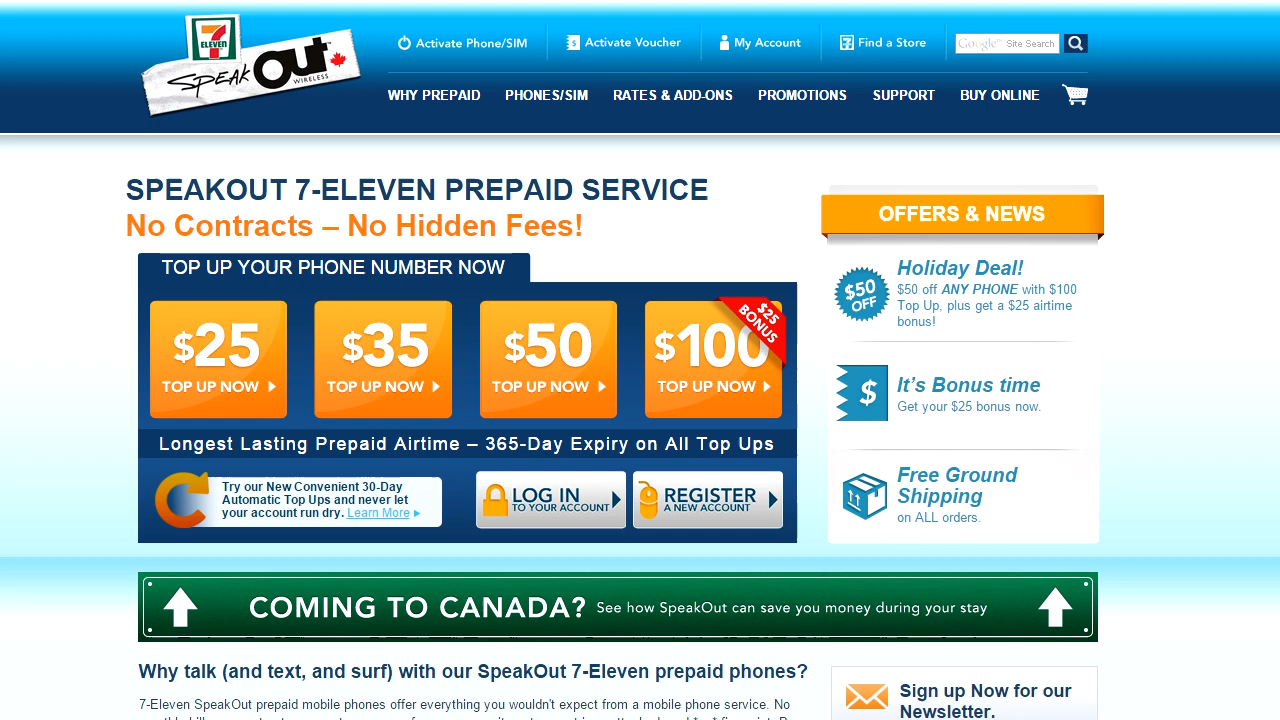 7
ELEVEN
Speak Out
WIRELESS
Activate Phone/SIM
Activate Voucher
My Account
Find a Store
Google™ Site Search
WHY PREPAID
PHONES/SIM
RATES & ADD-ONS
PROMOTIONS
SUPPORT
BUY ONLINE
SPEAKOUT 7-ELEVEN PREPAID SERVICE
No Contracts – No Hidden Fees!
TOP UP YOUR PHONE NUMBER NOW
$25
TOP UP NOW
$35
TOP UP NOW
$50
TOP UP NOW
$100
TOP UP NOW
$25
BONUS
Longest Lasting Prepaid Airtime – 365-Day Expiry on All Top Ups
Try our New Convenient 30-Day
Automatic Top Ups and never let
your account run dry. Learn More
LOG IN
TO YOUR ACCOUNT
REGISTER
A NEW ACCOUNT
OFFERS & NEWS
$50
OFF
Holiday Deal!
$50 off ANY PHONE with $100
Top Up, plus get a $25 airtime
bonus!
$
It's Bonus time
Get your $25 bonus now.
Free Ground
Shipping
on ALL orders.
COMING TO CANADA? See how SpeakOut can save you money during your stay
Why talk (and text, and surf) with our SpeakOut 7-Eleven prepaid phones?
7-Eleven SpeakOut prepaid mobile phones offer everything you wouldn't expect from a mobile phone service. No
Sign up Now for our
Newsletter.